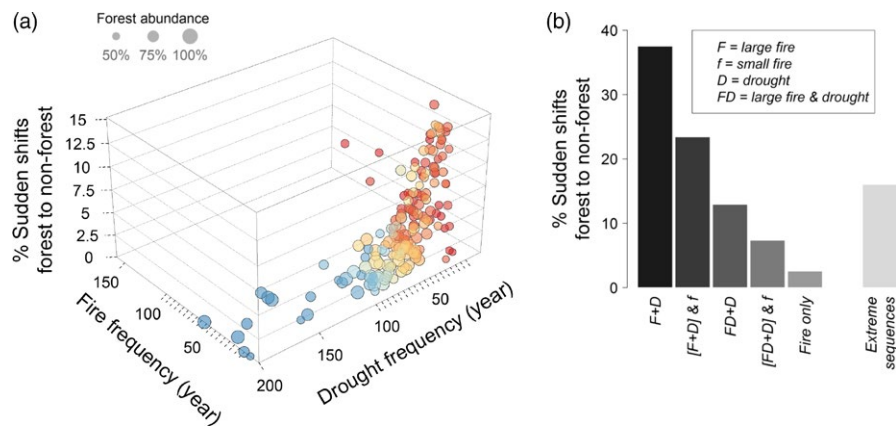 (a)
Forest abundance
50% 75% 100%
% Sudden shifts
forest to non-forest
15
12.5
10
7.5
5
2.5
0
150
100
50
Fire frequency (year)
200
150
100
50
Drought frequency (year)
(b)
% Sudden shifts
forest to non-forest
40
30
20
10
0
F = large fire
f = small fire
D = drought
FD = large fire & drought
F+D
[F+D] & f
FD+D
[FD+D] & f
Fire only
Extreme
sequences